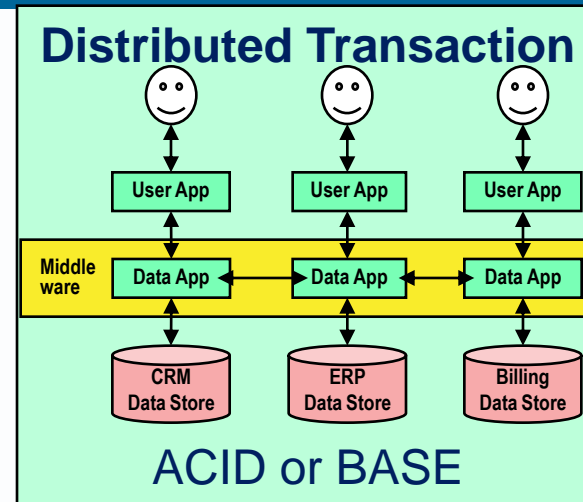 Distributed Transaction
User App
User App
User App
Middle
ware
Data App
Data App
Data App
CRM
Data Store
ERP
Data Store
Billing
Data Store
ACID or BASE